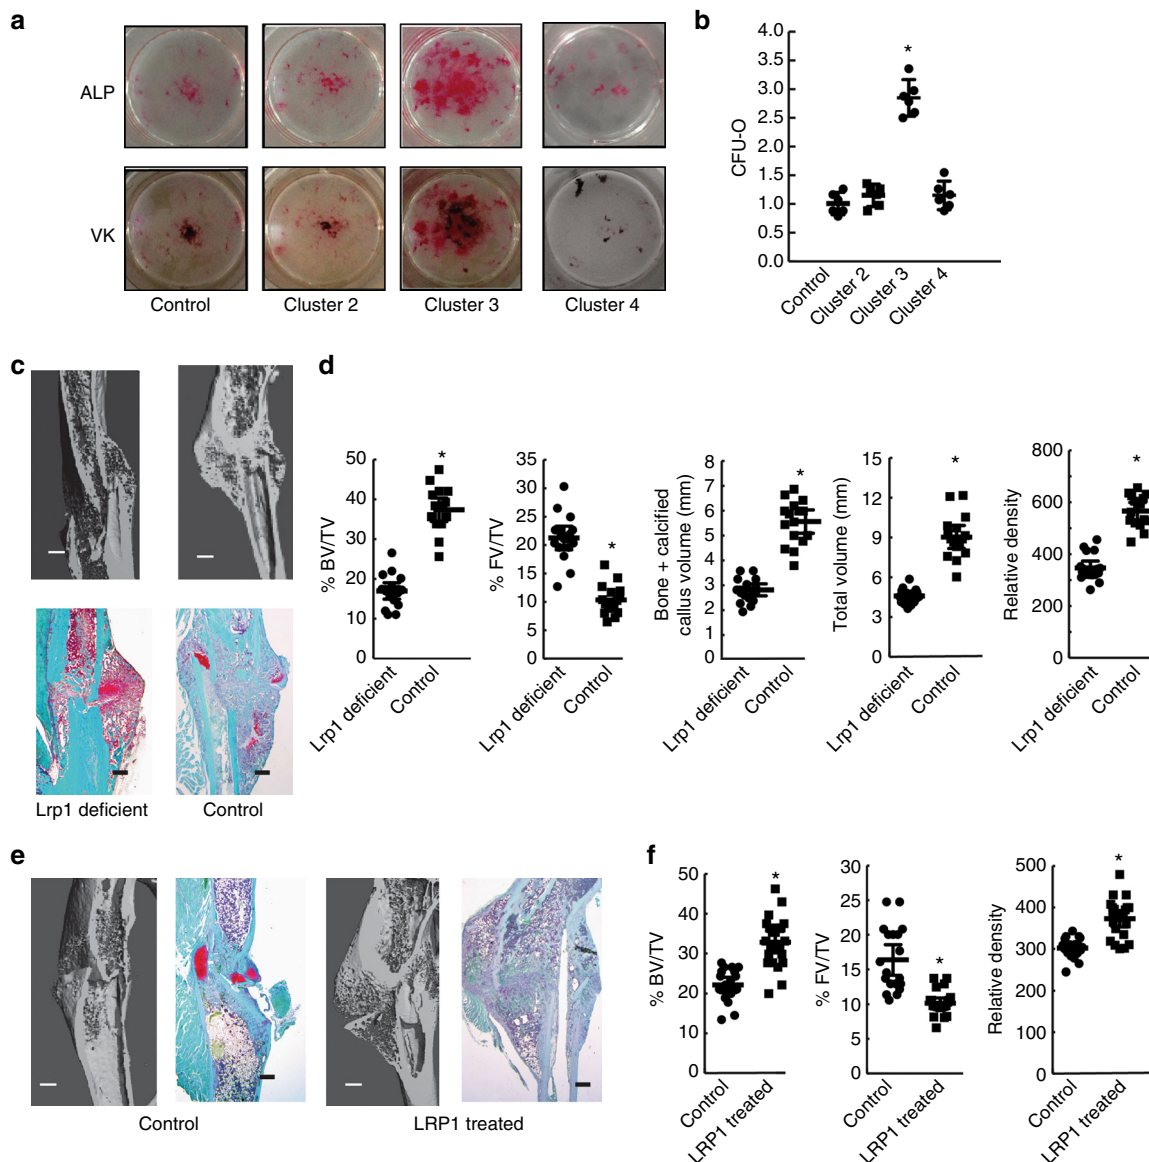 a
ALP
VK
Control
Cluster 2
Cluster 3
Cluster 4
b
CFU-O
4.0
3.5
3.0
2.5
2.0
1.5
1.0
0.5
0.0
*
Control
Cluster 2
Cluster 3
Cluster 4
c
Lrp1 deficient
Control
d
% BV/TV
50
40
30
20
10
0
*
Lrp1 deficient
Control
% FV/TV
35
30
25
20
15
10
5
0
*
Lrp1 deficient
Control
Bone + calcified
callus volume (mm)
8
7
6
5
4
3
2
1
0
*
Lrp1 deficient
Control
Total volume (mm)
15
12
9
6
3
0
*
Lrp1 deficient
Control
Relative density
800
600
400
200
0
*
Lrp1 deficient
Control
e
Control
LRP1 treated
f
% BV/TV
50
40
30
20
10
0
*
Control
LRP1 treated
% FV/TV
30
25
20
15
10
5
0
*
Control
LRP1 treated
Relative density
500
400
300
200
100
0
*
Control
LRP1 treated